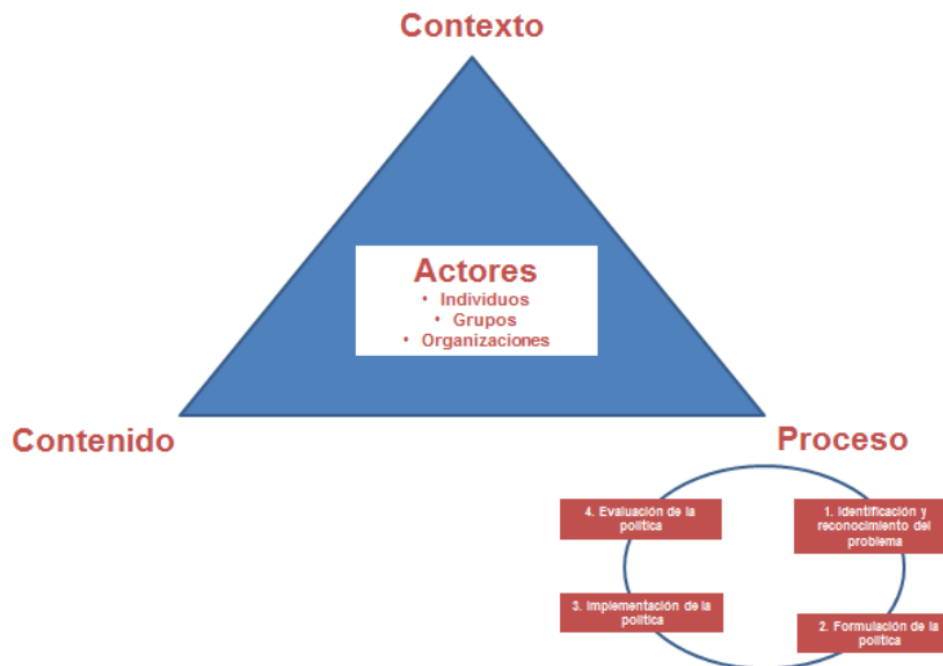 Contexto
Actores
• Individuos
• Grupos
• Organizaciones
Contenido
Proceso
4. Evaluación de la
política
1. Identificación y
reconocimiento del
problema
3. Implementación de la
política
2. Formulación de la
política